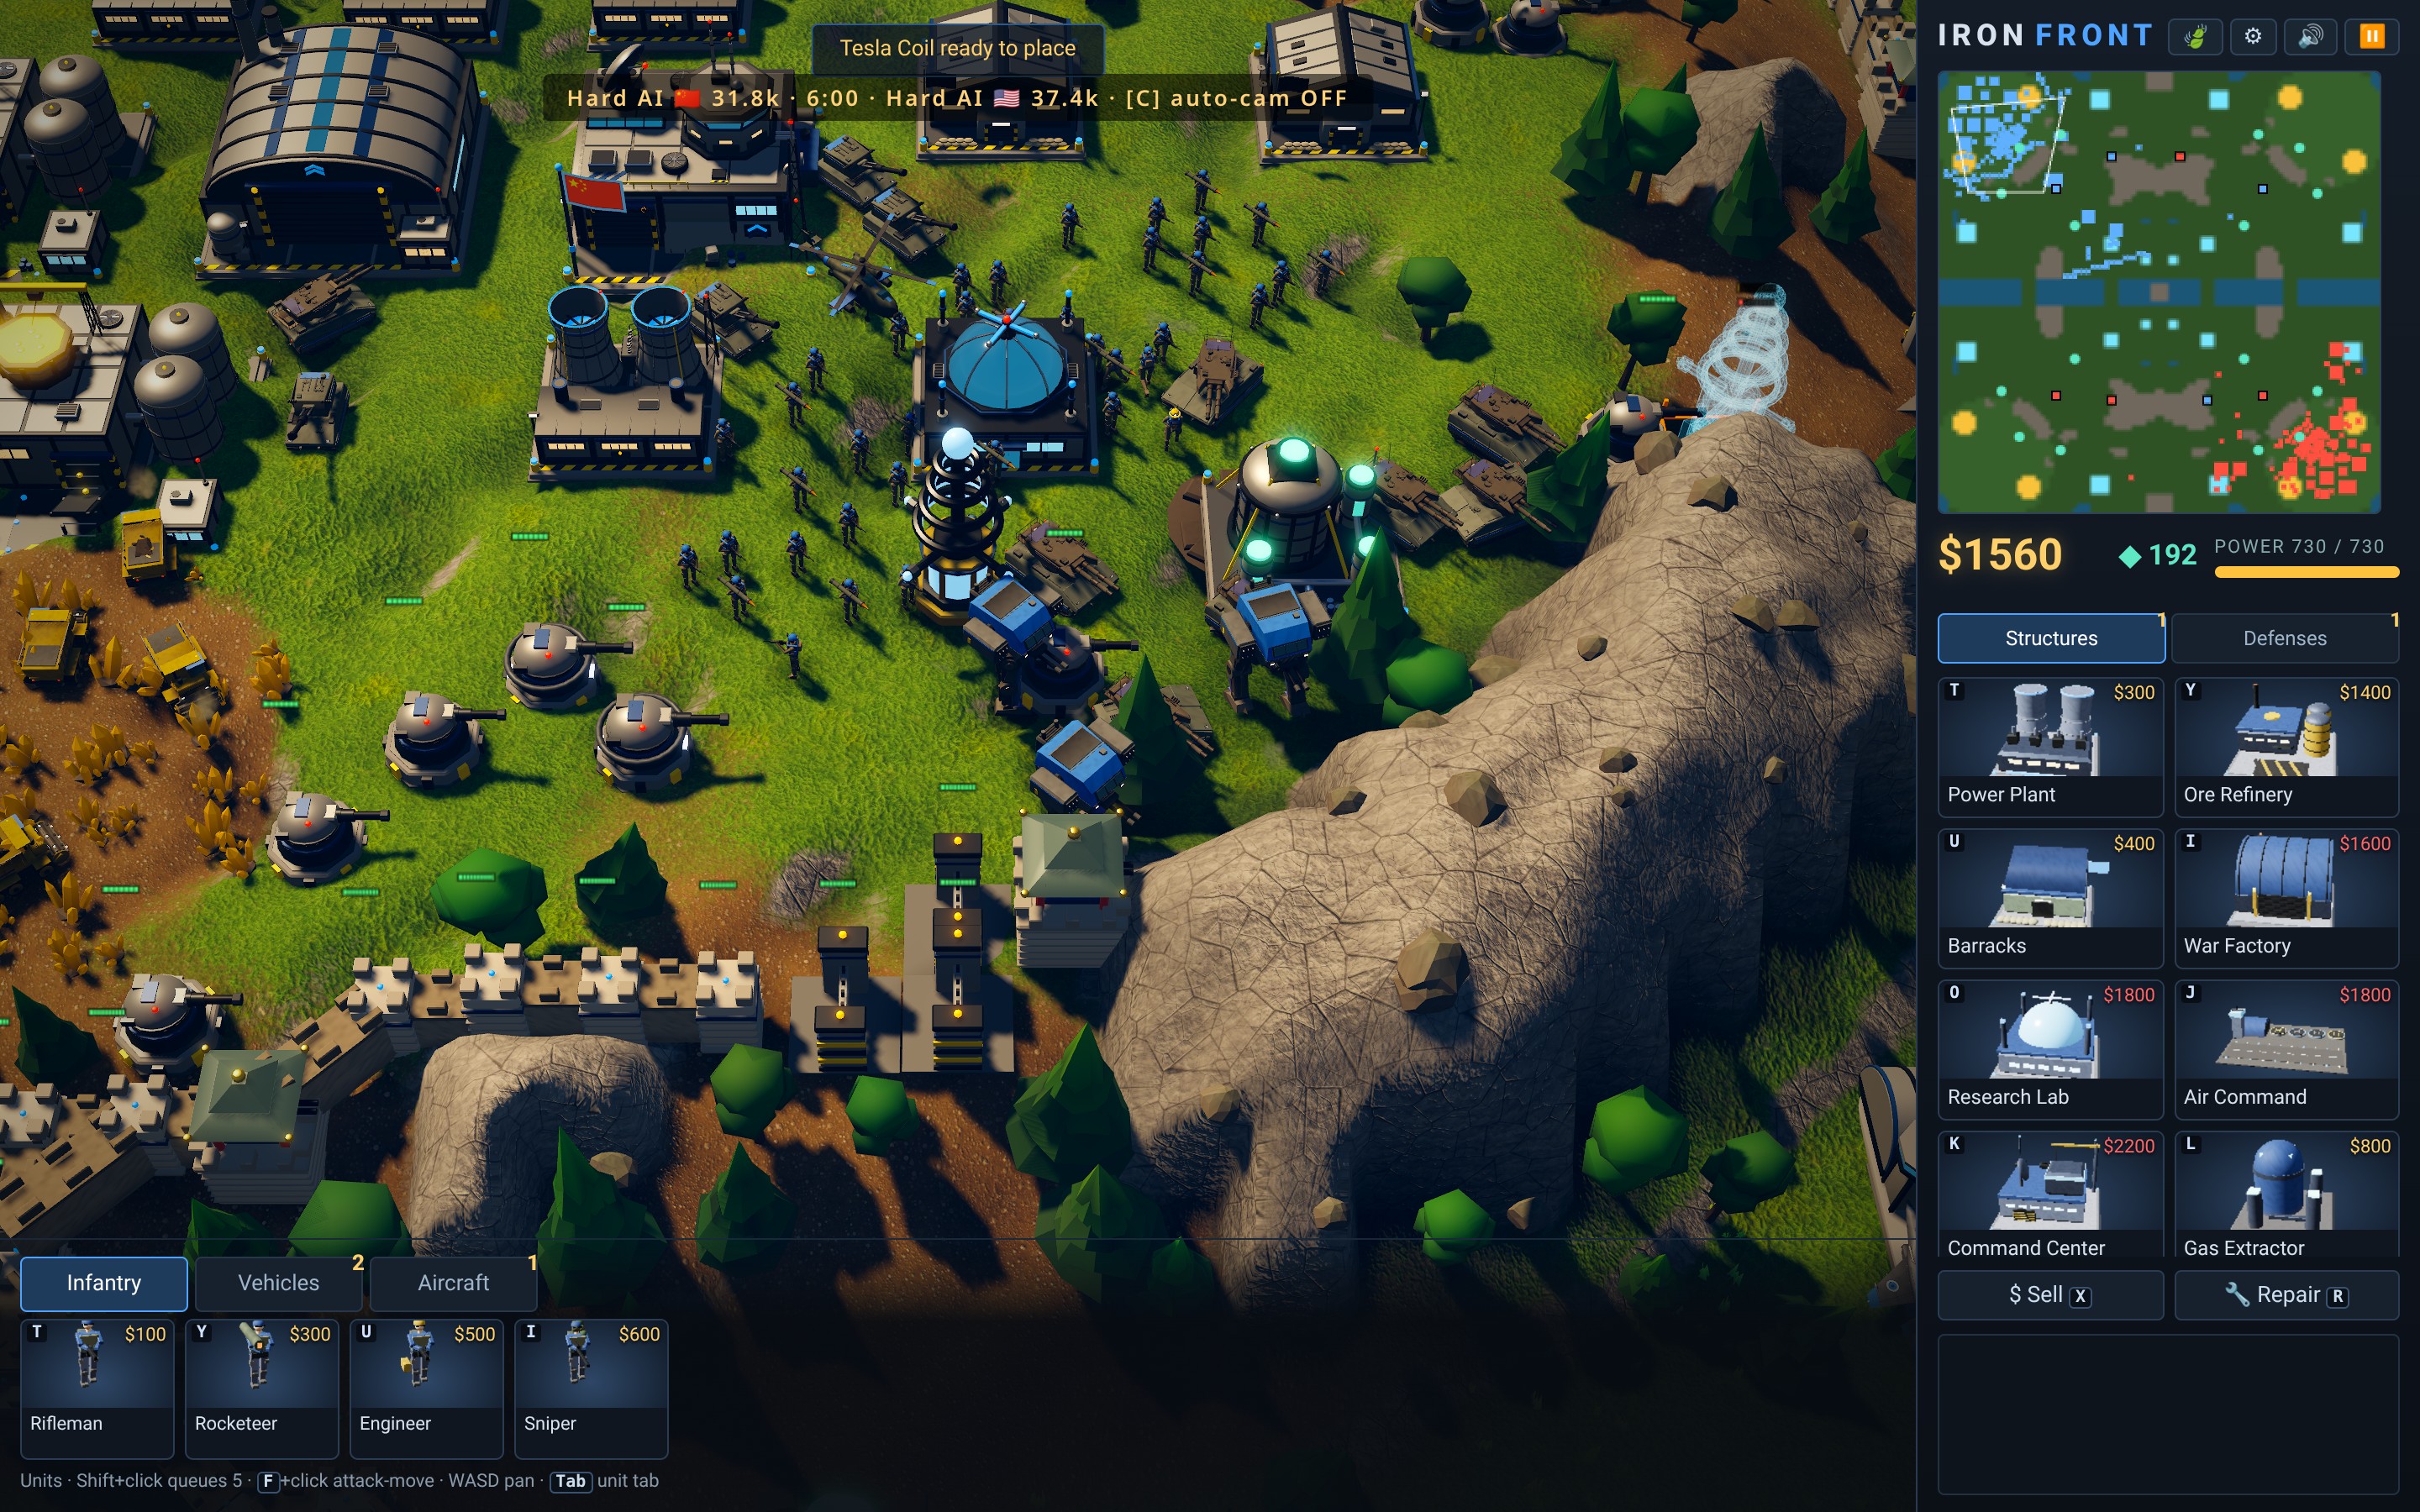 Tesla Coil ready to place
Hard AI 🇨🇳 31.8k · 6:00 · Hard AI 🇺🇸 37.4k · [C] auto-cam OFF
IRON FRONT
$1560
192
POWER 730 / 730
Structures 1
Defenses 1
T $300
Power Plant
Y $1400
Ore Refinery
U $400
Barracks
I $1600
War Factory
O $1800
Research Lab
J $1800
Air Command
K $2200
Command Center
L $800
Gas Extractor
$ Sell X
Repair R
Infantry
Vehicles 2
Aircraft 1
T $100
Rifleman
Y $300
Rocketeer
U $500
Engineer
I $600
Sniper
Units · Shift+click queues 5 · F+click attack-move · WASD pan · Tab unit tab